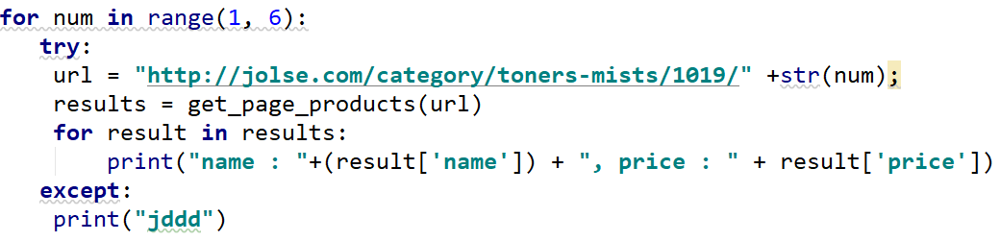 for num in range(1, 6):
   try:
    url = "http://jolse.com/category/toners-mists/1019/" +str(num);
    results = get_page_products(url)
    for result in results:
        print("name : "+(result['name']) + ", price : " + result['price'])
   except:
    print("jddd")